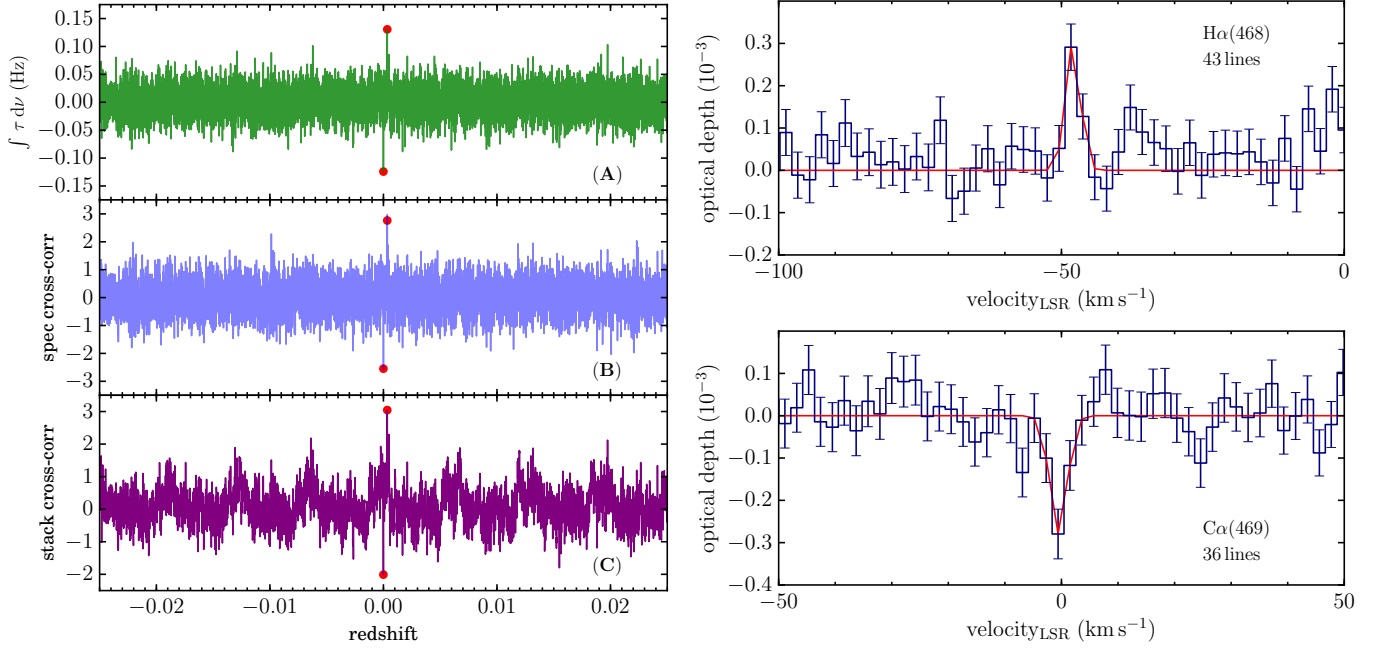 0.15
0.10
0.05
0.00
−0.05
−0.10
−0.15
∫ τ dν (Hz)
(A)
3
2
1
0
−1
−2
−3
spec cross-corr
(B)
3
2
1
0
−1
−2
stack cross-corr
(C)
−0.02 −0.01 0.00 0.01 0.02
redshift
Hα(468)
43 lines
0.3
0.2
0.1
0.0
−0.1
−0.2
optical depth (10⁻³)
−100 −50 0
velocity_LSR (km s⁻¹)
0.1
0.0
−0.1
−0.2
−0.3
−0.4
optical depth (10⁻³)
Cα(469)
36 lines
−50 0 50
velocity_LSR (km s⁻¹)